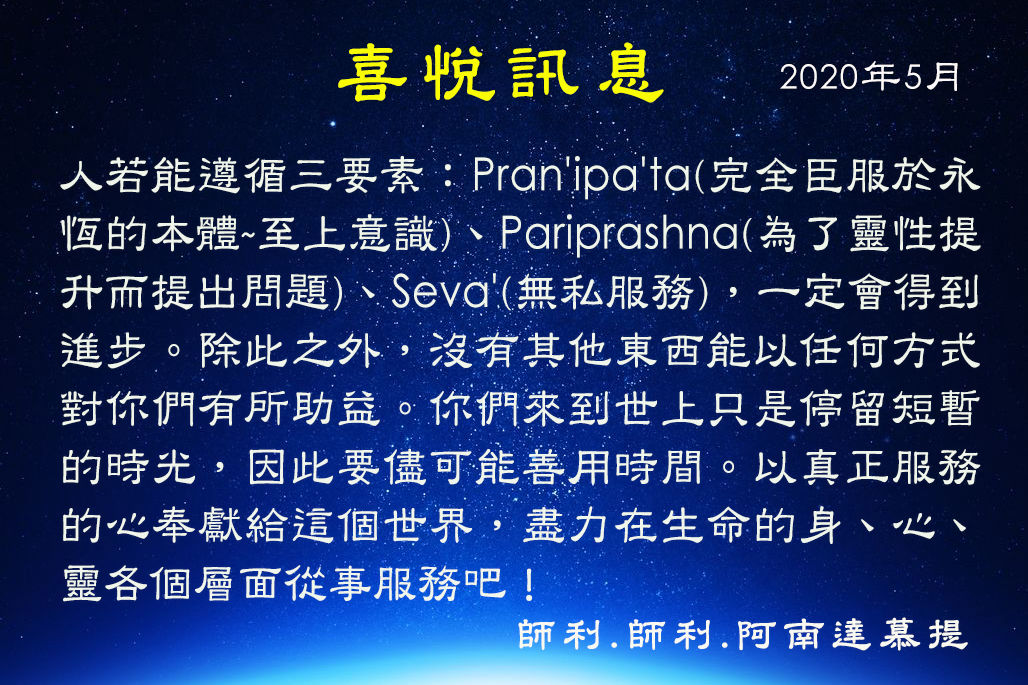 喜悅訊息
2020年5月
人若能遵循三要素：Pran'ipa'ta(完全臣服於永
恆的本體~至上意識)、Pariprashna(為了靈性提
升而提出問題)、Seva'(無私服務)，一定會得到
進步。除此之外，沒有其他東西能以任何方式
對你們有所助益。你們來到世上只是停留短暫
的時光，因此要儘可能善用時間。以真正服務
的心奉獻給這個世界，盡力在生命的身、心、
靈各個層面從事服務吧！
師利.師利.阿南達慕提